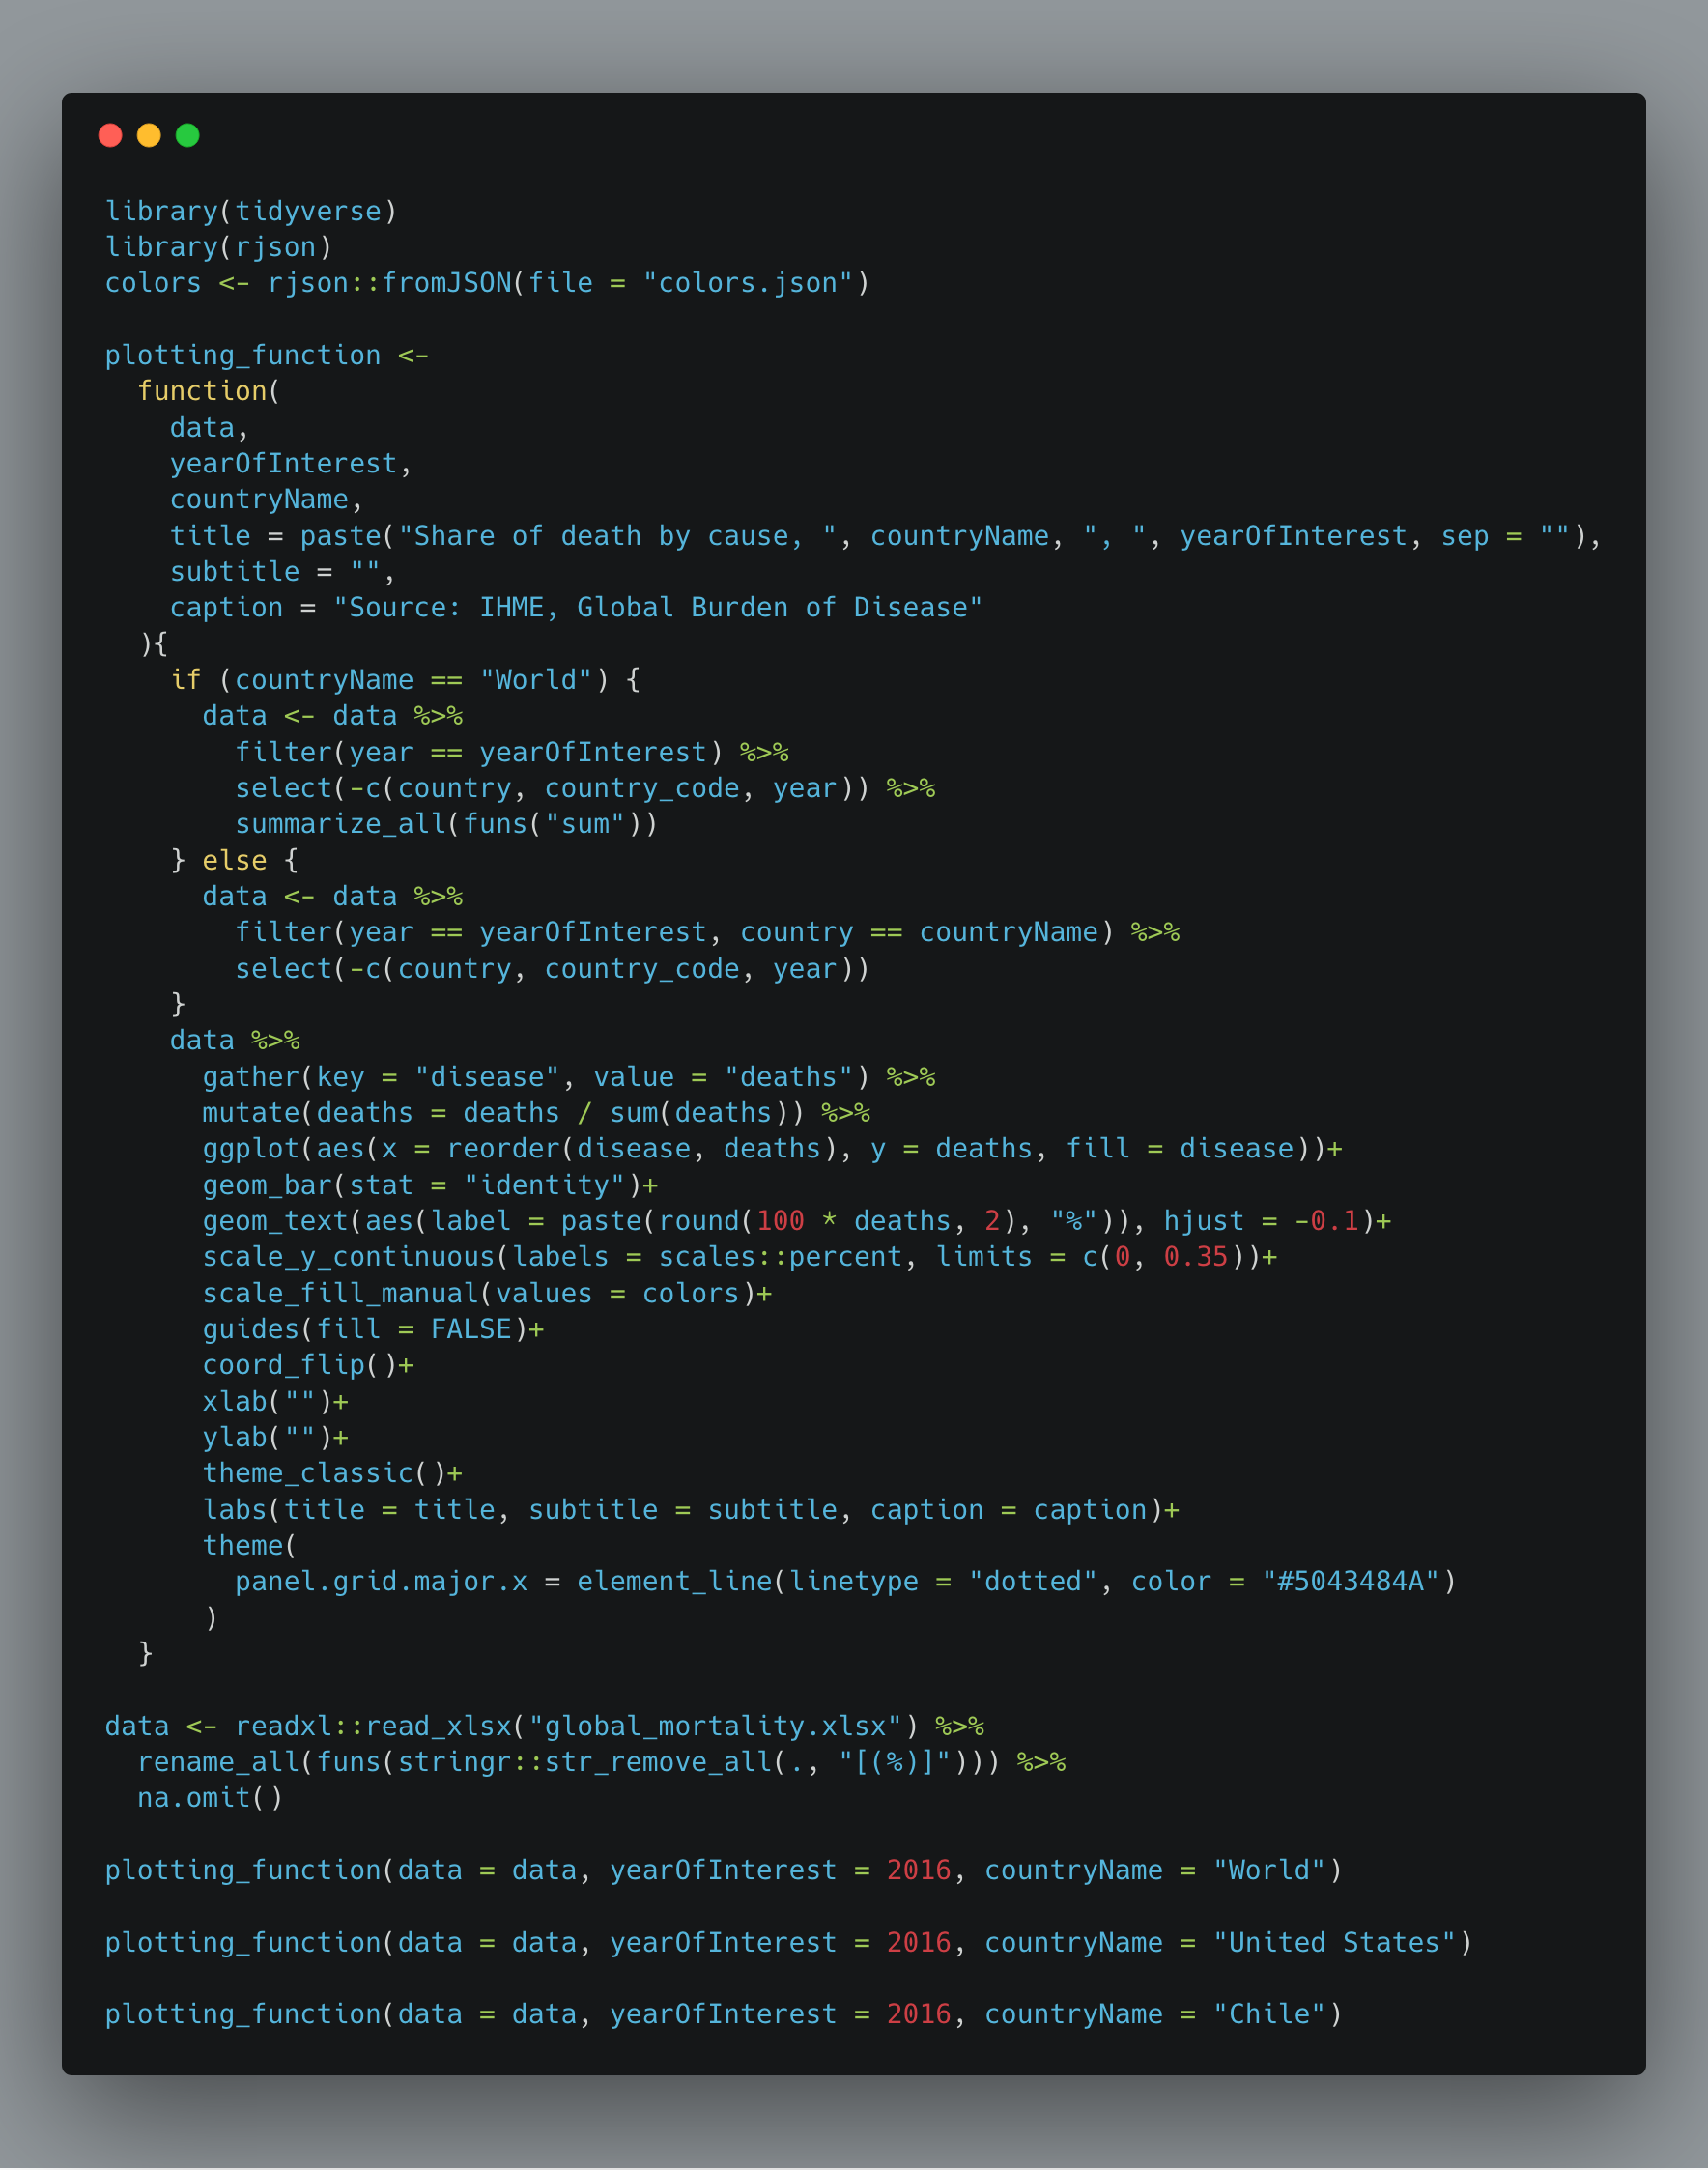 library(tidyverse)
library(rjson)
colors <- rjson::fromJSON(file = "colors.json")

plotting_function <-
  function(
    data,
    yearOfInterest,
    countryName,
    title = paste("Share of death by cause, ", countryName, ", ", yearOfInterest, sep = ""),
    subtitle = "",
    caption = "Source: IHME, Global Burden of Disease"
  ){
    if (countryName == "World") {
      data <- data %>%
        filter(year == yearOfInterest) %>%
        select(-c(country, country_code, year)) %>%
        summarize_all(funs("sum"))
    } else {
      data <- data %>%
        filter(year == yearOfInterest, country == countryName) %>%
        select(-c(country, country_code, year))
    }
    data %>%
      gather(key = "disease", value = "deaths") %>%
      mutate(deaths = deaths / sum(deaths)) %>%
      ggplot(aes(x = reorder(disease, deaths), y = deaths, fill = disease))+
      geom_bar(stat = "identity")+
      geom_text(aes(label = paste(round(100 * deaths, 2), "%")), hjust = -0.1)+
      scale_y_continuous(labels = scales::percent, limits = c(0, 0.35))+
      scale_fill_manual(values = colors)+
      guides(fill = FALSE)+
      coord_flip()+
      xlab("")+
      ylab("")+
      theme_classic()+
      labs(title = title, subtitle = subtitle, caption = caption)+
      theme(
        panel.grid.major.x = element_line(linetype = "dotted", color = "#5043484A")
      )
  }

data <- readxl::read_xlsx("global_mortality.xlsx") %>%
  rename_all(funs(stringr::str_remove_all(., "[(%)]"))) %>%
  na.omit()

plotting_function(data = data, yearOfInterest = 2016, countryName = "World")

plotting_function(data = data, yearOfInterest = 2016, countryName = "United States")

plotting_function(data = data, yearOfInterest = 2016, countryName = "Chile")